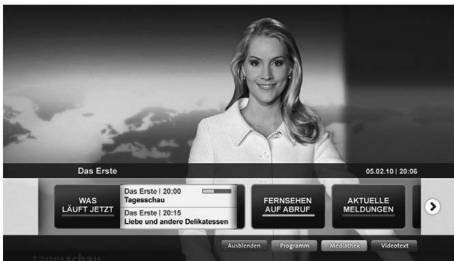 Das Erste 05.02.10 | 20:06
WAS
LÄUFT JETZT
Das Erste | 20:00
Tagesschau
Das Erste | 20:15
Liebe und andere Delikatessen
FERNSEHEN
AUF ABRUF
AKTUELLE
MELDUNGEN
Ausblenden Programm Mediathek Videotext
tagesschau